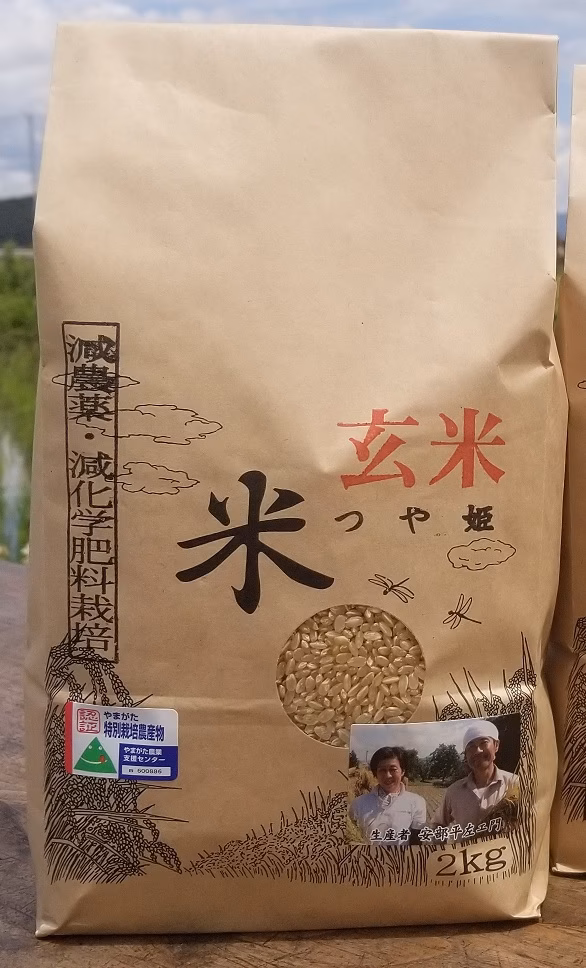 減農薬・減化学肥料栽培
玄米
つや姫
米
認証
やまがた
特別栽培農産物
やまがた農業
支援センター
生産者 安部平左エ門
2kg